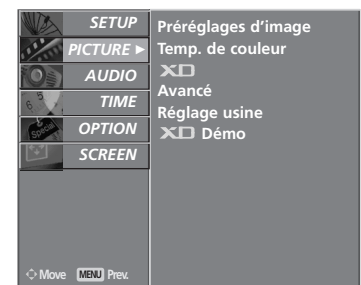 SETUP
PICTURE ►
AUDIO
TIME
OPTION
SCREEN
Move MENU Prev.
Préréglages d’image
Temp. de couleur
XD
Avancé
Réglage usine
XD Démo